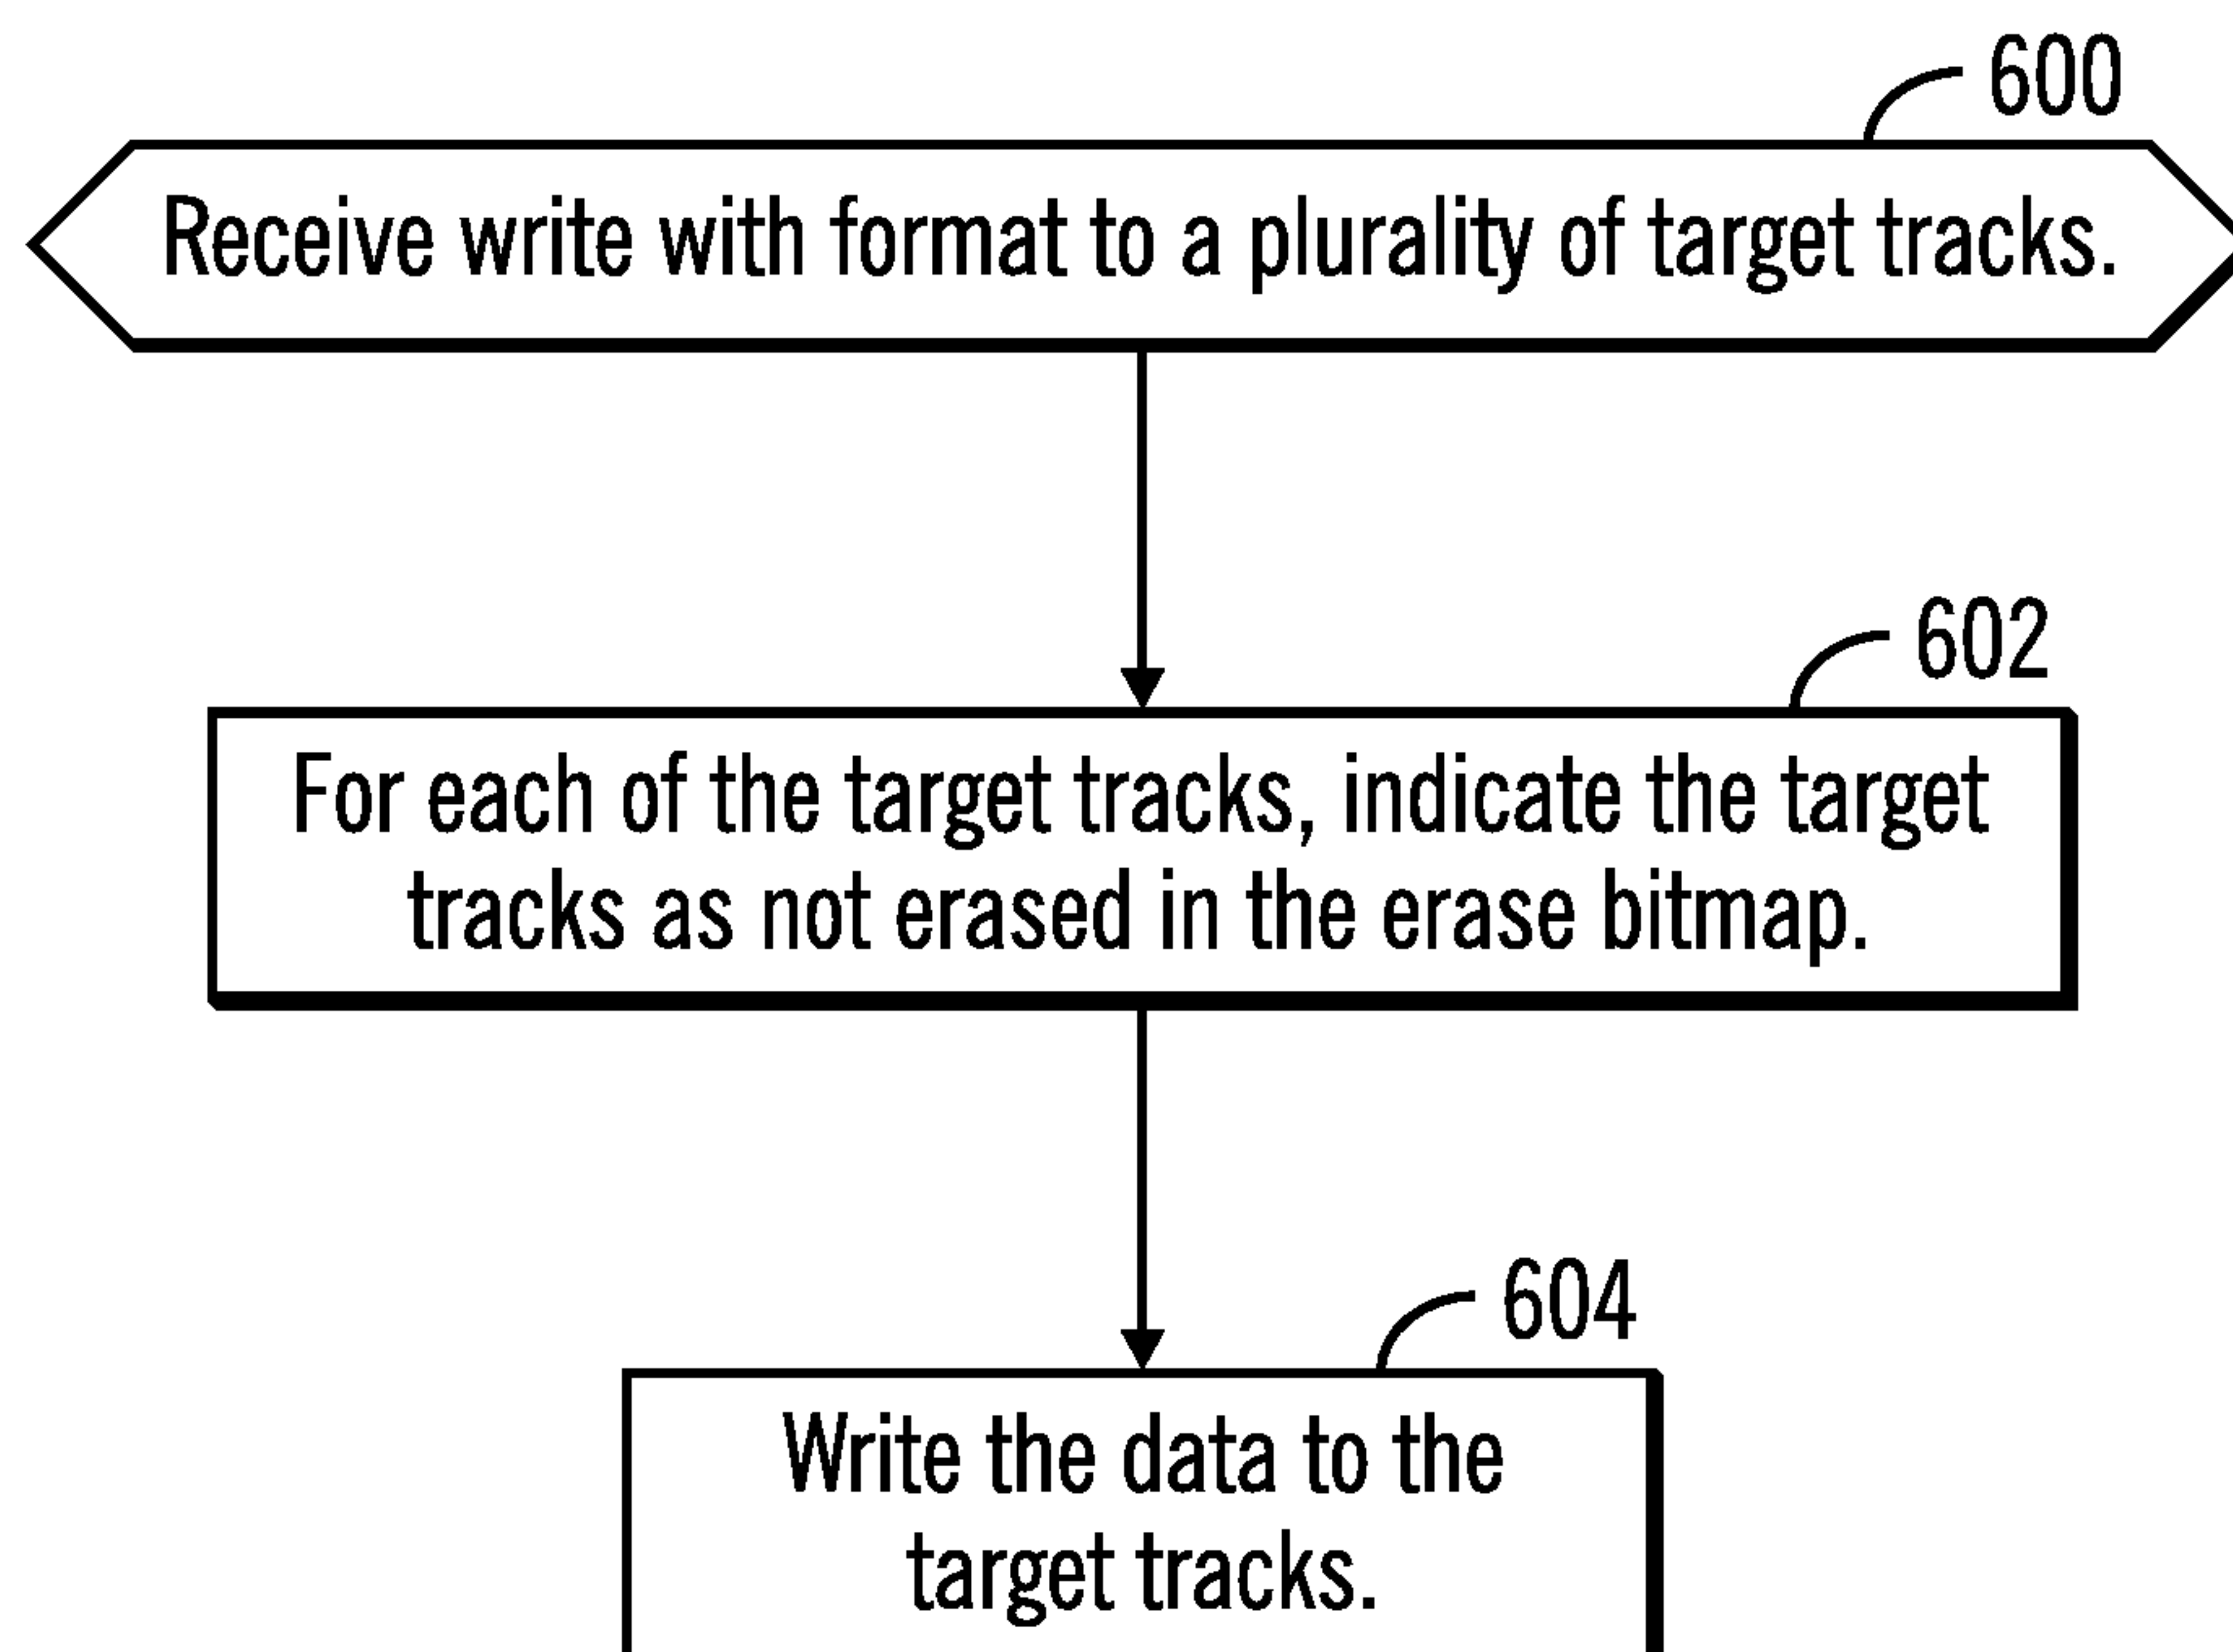 600
Receive write with format to a plurality of target tracks.
602
For each of the target tracks, indicate the target
tracks as not erased in the erase bitmap.
604
Write the data to the
target tracks.